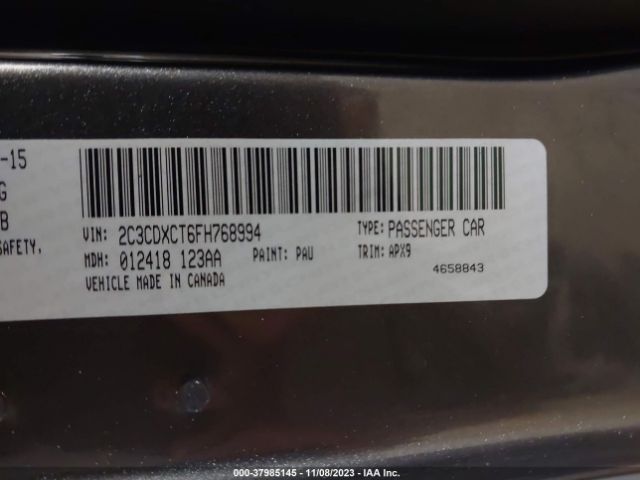 -15
G
B
SAFETY,
VIN: 2C3CDXCT6FH768994
TYPE: PASSENGER CAR
MDH: 012418 123AA
PAINT: PAU
TRIM: APX9
VEHICLE MADE IN CANADA
4658843
000-37985145 - 11/08/2023 - IAA Inc.